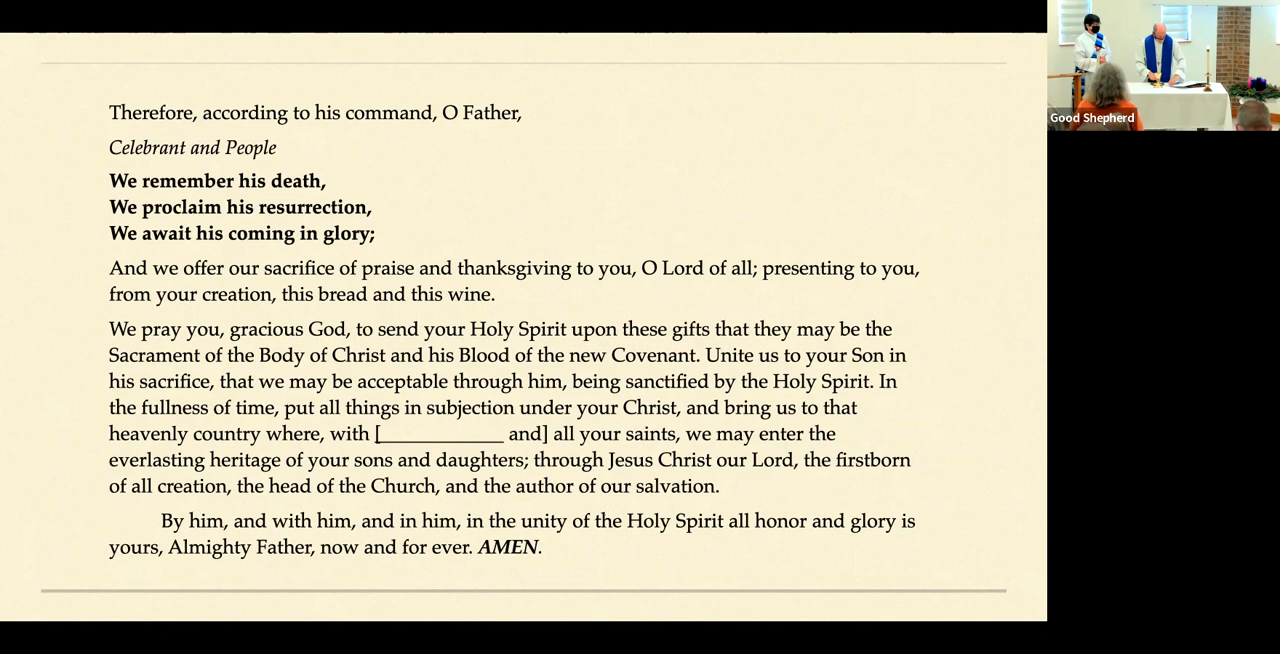 Therefore, according to his command, O Father,
Celebrant and People
We remember his death,
We proclaim his resurrection,
We await his coming in glory;
And we offer our sacrifice of praise and thanksgiving to you, O Lord of all; presenting to you,
from your creation, this bread and this wine.
We pray you, gracious God, to send your Holy Spirit upon these gifts that they may be the
Sacrament of the Body of Christ and his Blood of the new Covenant. Unite us to your Son in
his sacrifice, that we may be acceptable through him, being sanctified by the Holy Spirit. In
the fullness of time, put all things in subjection under your Christ, and bring us to that
heavenly country where, with [____________ and] all your saints, we may enter the
everlasting heritage of your sons and daughters; through Jesus Christ our Lord, the firstborn
of all creation, the head of the Church, and the author of our salvation.
By him, and with him, and in him, in the unity of the Holy Spirit all honor and glory is
yours, Almighty Father, now and for ever. AMEN.
Good Shepherd